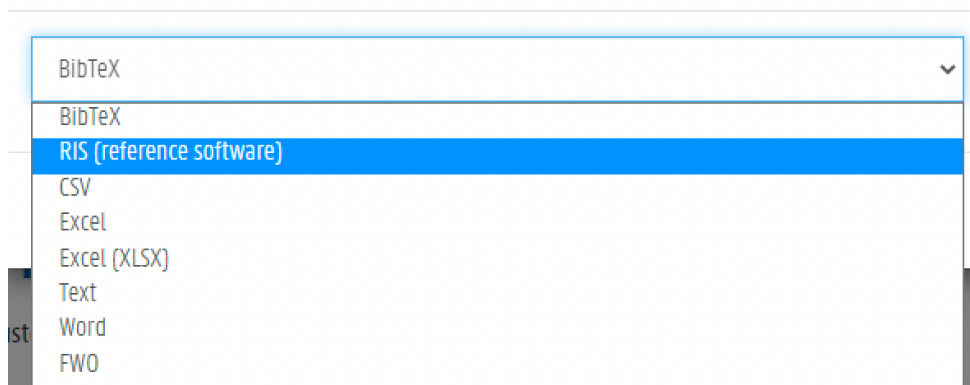 BibTeX
BibTeX
RIS (reference software)
CSV
Excel
Excel (XLSX)
Text
Word
FWO